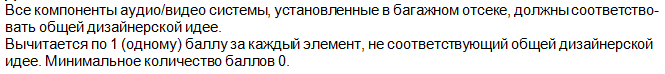 Все компоненты аудио/видео системы, установленные в багажном отсеке, должны соответство-
вать общей дизайнерской идее.
Вычитается по 1 (одному) баллу за каждый элемент, не соответствующий общей дизайнерской
идее. Минимальное количество баллов 0.